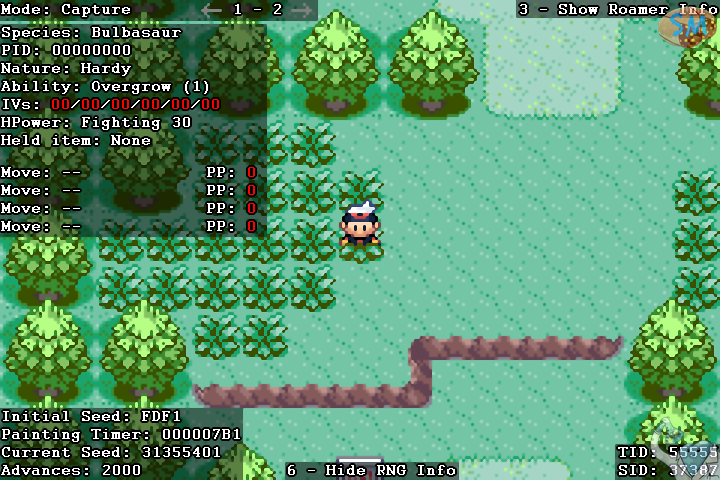 Mode: Capture
← 1 - 2 →
3 - Show Roamer Info
Species: Bulbasaur
PID: 00000000
Nature: Hardy
Ability: Overgrow (1)
IVs: 00/00/00/00/00/00
HPower: Fighting 30
Held item: None
Move: -- PP: 0
Move: -- PP: 0
Move: -- PP: 0
Move: -- PP: 0
Initial Seed: FDF1
Painting Timer: 000007B1
Current Seed: 31355401
Advances: 2000
6 - Hide RNG Info
TID: 55555
SID: 37387